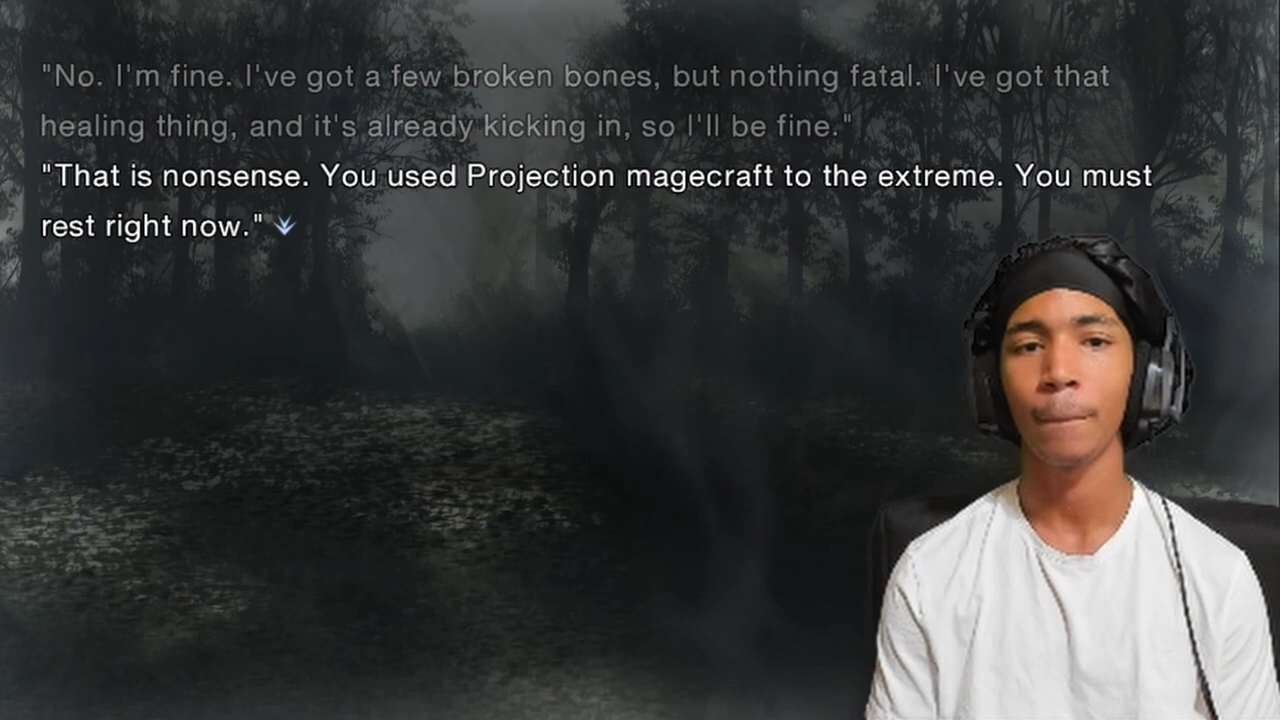 "No. I'm fine. I've got a few broken bones, but nothing fatal. I've got that
healing thing, and it's already kicking in, so I'll be fine."
"That is nonsense. You used Projection magecraft to the extreme. You must
rest right now."